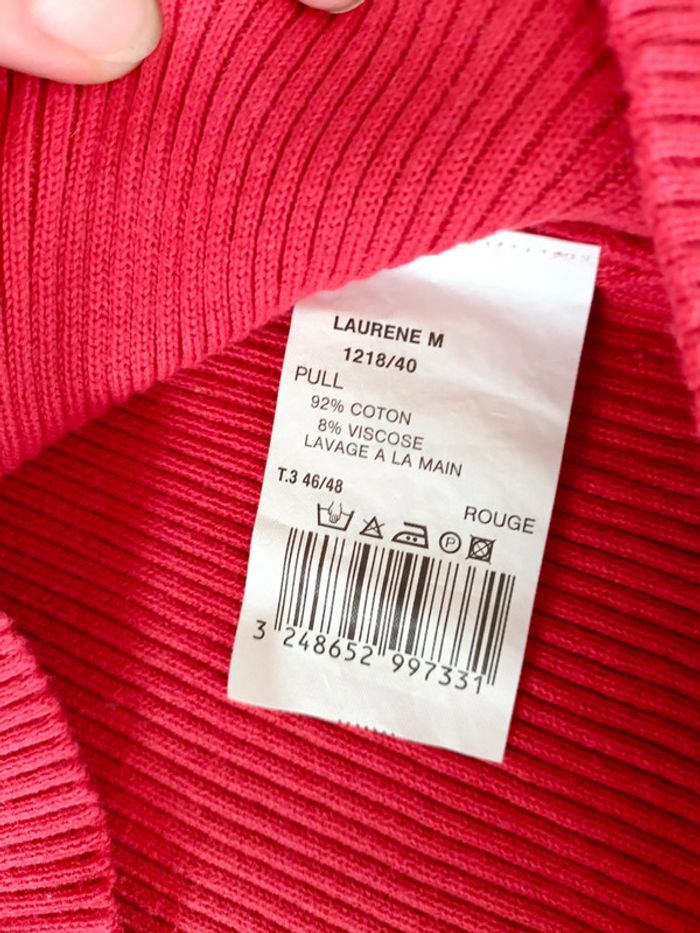 LAURENE M
1218/40
PULL
92% COTON
8% VISCOSE
LAVAGE A LA MAIN
T.3 46/48
ROUGE
P
3 248652 997331